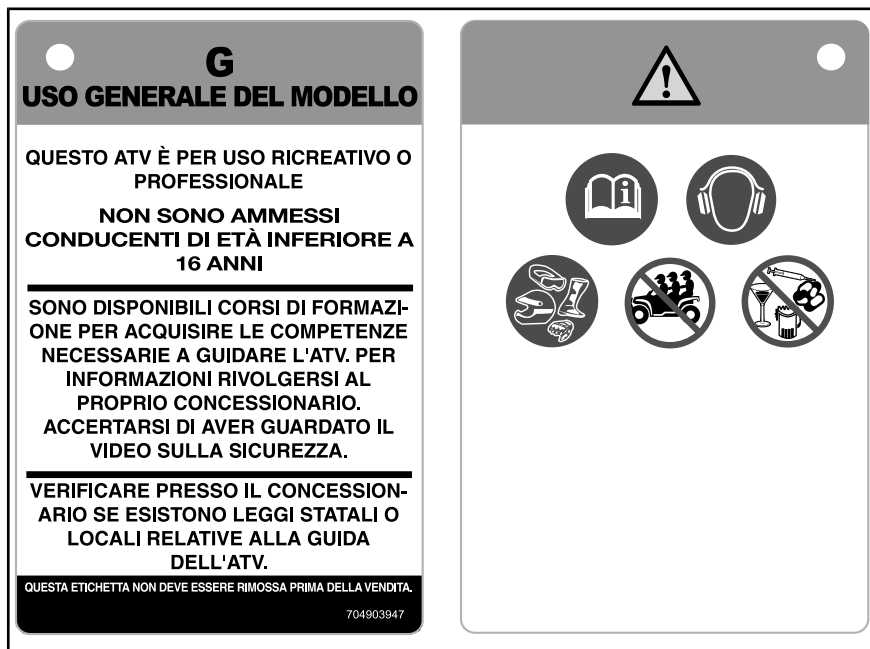 G
USO GENERALE DEL MODELLO
QUESTO ATV È PER USO RICREATIVO O
PROFESSIONALE
NON SONO AMMESSI
CONDUCENTI DI ETÀ INFERIORE A
16 ANNI
SONO DISPONIBILI CORSI DI FORMAZI-
ONE PER ACQUISIRE LE COMPETENZE
NECESSARIE A GUIDARE L'ATV. PER
INFORMAZIONI RIVOLGERSI AL
PROPRIO CONCESSIONARIO.
ACCERTARSI DI AVER GUARDATO IL
VIDEO SULLA SICUREZZA.
VERIFICARE PRESSO IL CONCESSION-
ARIO SE ESISTONO LEGGI STATALI O
LOCALI RELATIVE ALLA GUIDA
DELL'ATV.
QUESTA ETICHETTA NON DEVE ESSERE RIMOSSA PRIMA DELLA VENDITA.
704903947